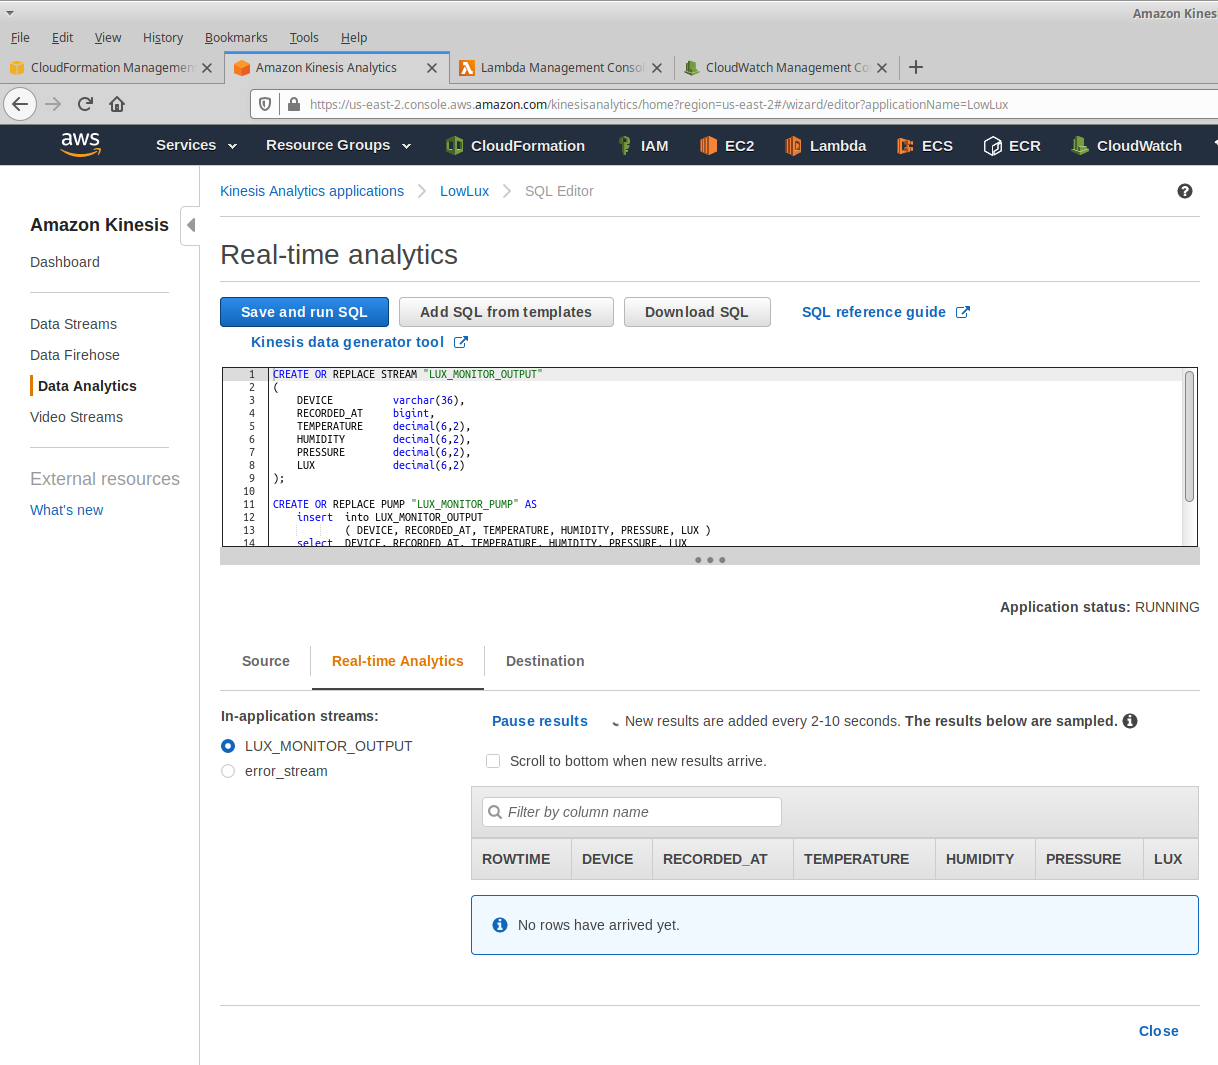 Amazon Kines
File Edit View History Bookmarks Tools Help
CloudFormation Managemen Amazon Kinesis Analytics Lambda Management Consol CloudWatch Management Co
https://us-east-2.console.aws.amazon.com/kinesisanalytics/home?region=us-east-2#/wizard/editor?applicationName=LowLux
aws Services Resource Groups CloudFormation IAM EC2 Lambda ECS ECR CloudWatch
Kinesis Analytics applications LowLux SQL Editor
Amazon Kinesis
Dashboard
Data Streams
Data Firehose
Data Analytics
Video Streams
External resources
What's new
Real-time analytics
Save and run SQL Add SQL from templates Download SQL SQL reference guide
Kinesis data generator tool
1 CREATE OR REPLACE STREAM "LUX_MONITOR_OUTPUT"
2 (
3 DEVICE varchar(36),
4 RECORDED_AT bigint,
5 TEMPERATURE decimal(6,2),
6 HUMIDITY decimal(6,2),
7 PRESSURE decimal(6,2),
8 LUX decimal(6,2)
9 );
10
11 CREATE OR REPLACE PUMP "LUX_MONITOR_PUMP" AS
12 insert into LUX_MONITOR_OUTPUT
13 ( DEVICE, RECORDED_AT, TEMPERATURE, HUMIDITY, PRESSURE, LUX )
14 select DEVICE, RECORDED_AT, TEMPERATURE, HUMIDITY, PRESSURE, LUX
Application status: RUNNING
Source Real-time Analytics Destination
In-application streams:
LUX_MONITOR_OUTPUT
error_stream
Pause results New results are added every 2-10 seconds. The results below are sampled.
Scroll to bottom when new results arrive.
Filter by column name
ROWTIME DEVICE RECORDED_AT TEMPERATURE HUMIDITY PRESSURE LUX
No rows have arrived yet.
Close